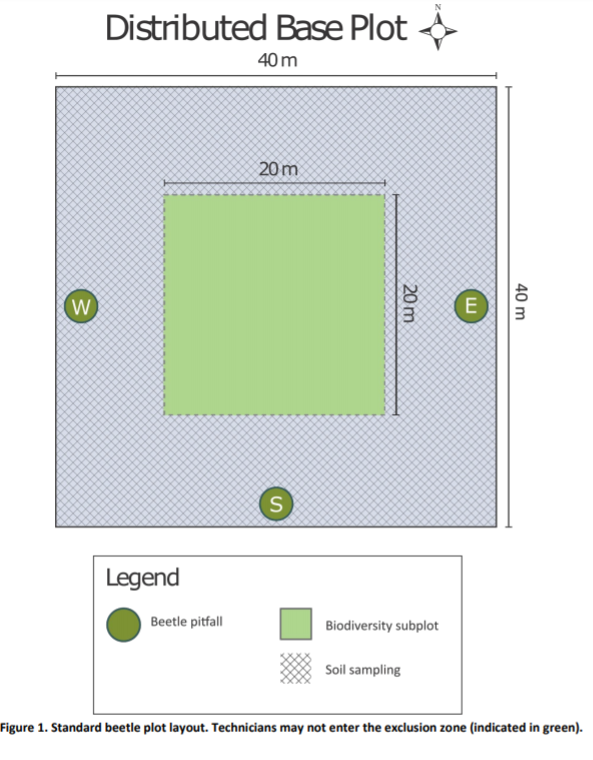 Distributed Base Plot
N
40 m
20 m
20 m
40 m
W
E
S
Legend
Beetle pitfall
Biodiversity subplot
Soil sampling
Figure 1. Standard beetle plot layout. Technicians may not enter the exclusion zone (indicated in green).